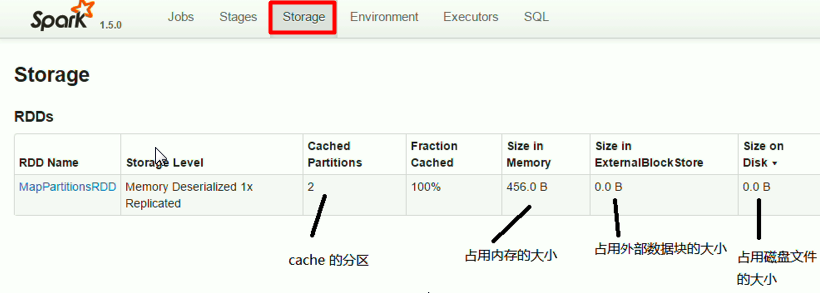 Spark 1.5.0 Jobs Stages Storage Environment Executors SQL
Storage
RDDs
RDD Name Storage Level Cached Partitions Fraction Cached Size in Memory Size in ExternalBlockStore Size on Disk
MapPartitionsRDD Memory Deserialized 1x Replicated 2 100% 456.0 B 0.0 B 0.0 B
cache 的分区
占用内存的大小
占用外部数据块的大小
占用磁盘文件
的大小